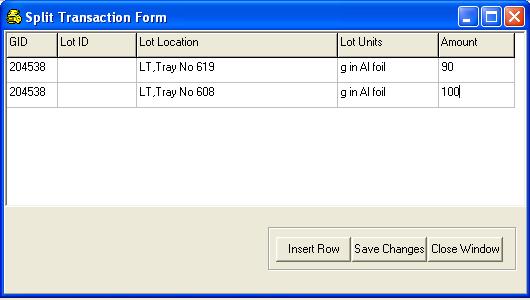 Split Transaction Form
GID Lot ID Lot Location Lot Units Amount
204538 LT,Tray No 619 g in Al foil 90
204538 LT,Tray No 608 g in Al foil 100
Insert Row Save Changes Close Window